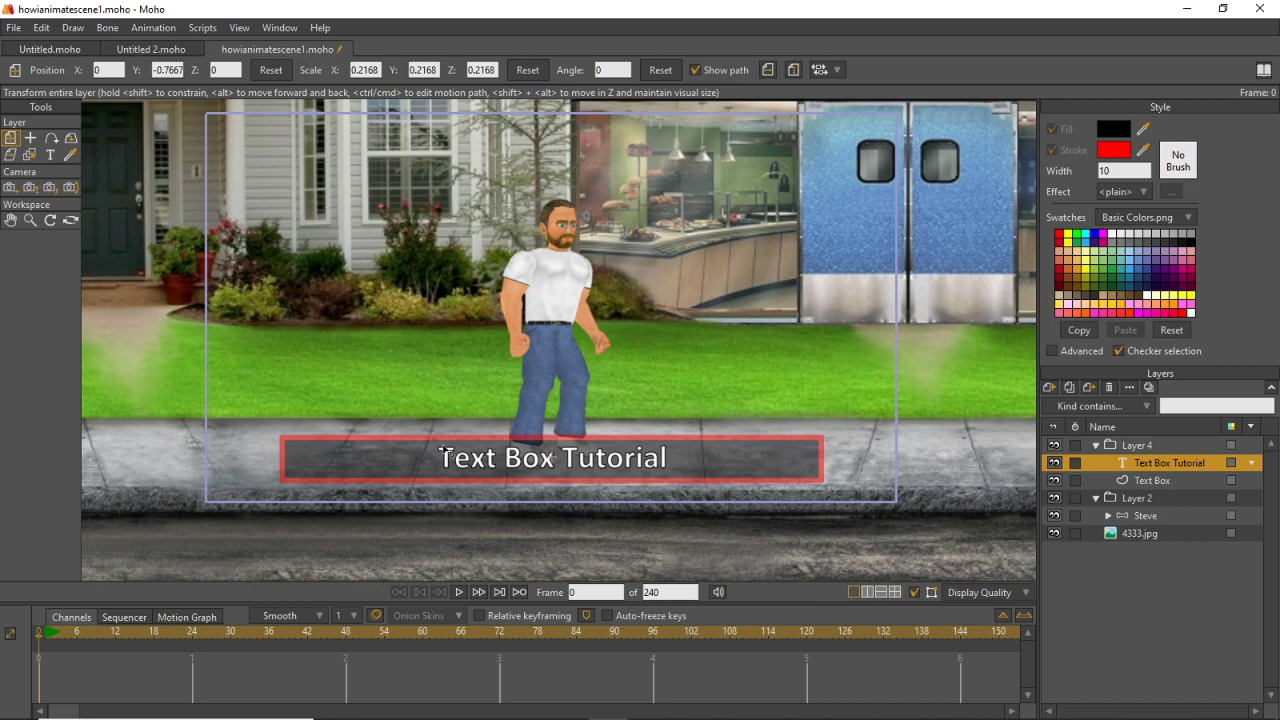 howianimatescene1.moho - Moho
File Edit Draw Bone Animation Scripts View Window Help
Untitled.moho Untitled 2.moho howianimatescene1.moho
Position X: 0 Y: -0.7667 Z: 0 Reset Scale X: 0.2168 Y: 0.2168 Z: 0.2168 Reset Angle: 0 Reset Show path
Transform entire layer (hold <shift> to constrain, <alt> to move forward and back, <ctrl/cmd> to edit motion path, <shift> + <alt> to move in Z and maintain visual size) Frame: 0
Tools
Layer
Camera
Workspace
Text Box Tutorial
Style
Fill
Stroke
No Brush
Width 10
Effect <plain> ...
Swatches Basic Colors.png
Copy Paste Reset
Advanced Checker selection
Layers
Kind contains...
Name
Layer 4
Text Box Tutorial
Text Box
Layer 2
Steve
4333.jpg
Frame 0 of 240 Display Quality
Channels Sequencer Motion Graph Smooth 1 Onion Skins Relative keyframing Auto-freeze keys
0 6 12 18 24 30 36 42 48 54 60 66 72 78 84 90 96 102 108 114 120 126 132 138 144 150
0 1 2 3 4 5 6